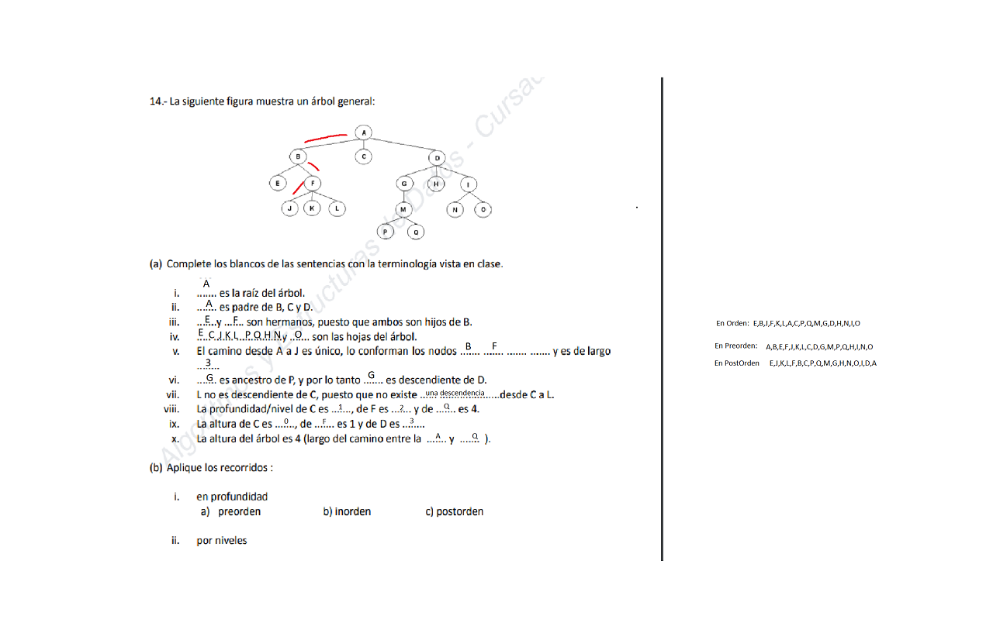 14.- La siguiente figura muestra un árbol general:
A
B C D
E F G H I
J K L M N O
P Q
(a) Complete los blancos de las sentencias con la terminología vista en clase.
i. ...A.... es la raíz del árbol.
ii. ....A... es padre de B, C y D.
iii. ...E...y ...F... son hermanos, puesto que ambos son hijos de B.
iv. E C J K L P Q H N y ..O.... son las hojas del árbol.
v. El camino desde A a J es único, lo conforman los nodos ..B..... ...F.... ....... ....... y es de largo
...3.....
vi. ...G.... es ancestro de P, y por lo tanto ..G..... es descendiente de D.
vii. L no es descendiente de C, puesto que no existe ...una descendencia......desde C a L.
viii. La profundidad/nivel de C es ...1...., de F es ...2.... y de ...Q.... es 4.
ix. La altura de C es ...0...., de ...F.... es 1 y de D es ...3.....
x. La altura del árbol es 4 (largo del camino entre la ...A.... y ...Q.... ).
(b) Aplique los recorridos :
i. en profundidad
a) preorden b) inorden c) postorden
ii. por niveles
En Orden: E,B,J,F,K,L,A,C,P,Q,M,G,D,H,N,I,O
En Preorden: A,B,E,F,J,K,L,C,D,G,M,P,Q,H,I,N,O
En PostOrden E,J,K,L,F,B,C,P,Q,M,G,H,N,O,I,D,A
Algoritmos y Estructuras de Datos - Cursad